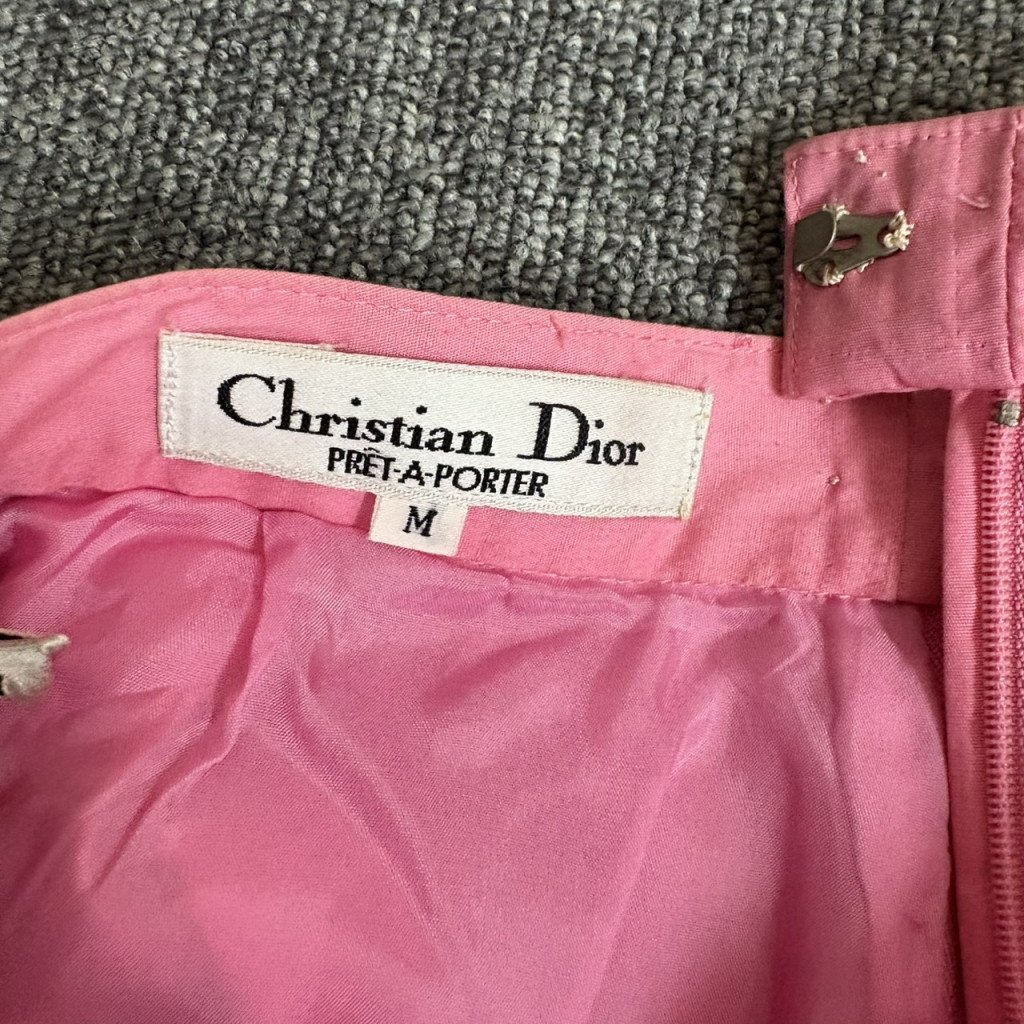 Christian Dior
PRÊT-A-PORTER
M